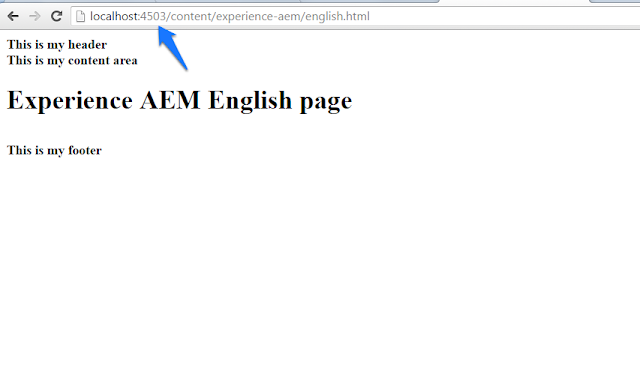 localhost:4503/content/experience-aem/english.html
This is my header
This is my content area
Experience AEM English page
This is my footer